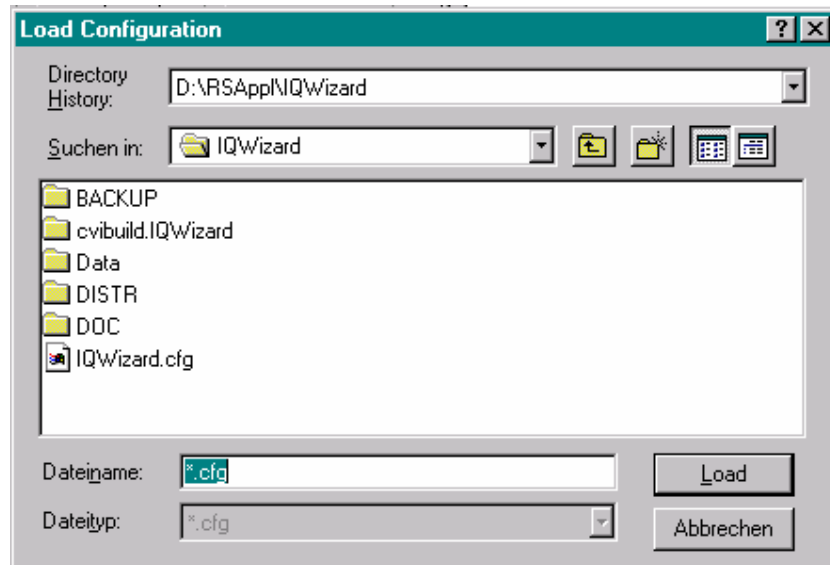 Load Configuration
Directory History:
D:\RSAppl\IQWizard
Suchen in:
IQWizard
BACKUP
cvibuild.IQWizard
Data
DISTR
DOC
IQWizard.cfg
Dateiname:
*.cfg
Load
Dateityp:
*.cfg
Abbrechen